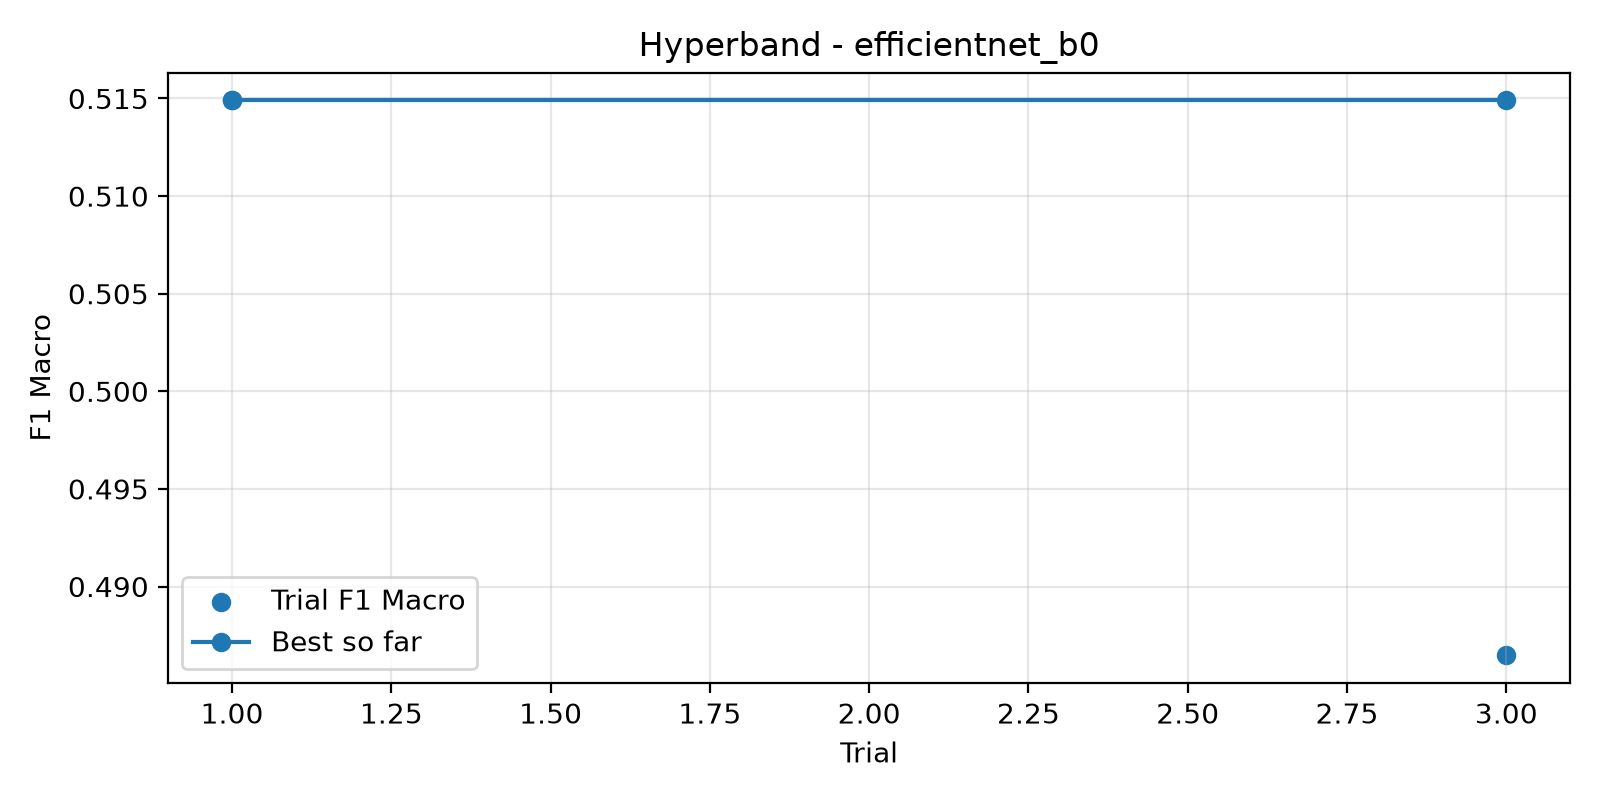 Hyperband - efficientnet_b0
F1 Macro
0.515
0.510
0.505
0.500
0.495
0.490
Trial F1 Macro
Best so far
1.00 1.25 1.50 1.75 2.00 2.25 2.50 2.75 3.00
Trial